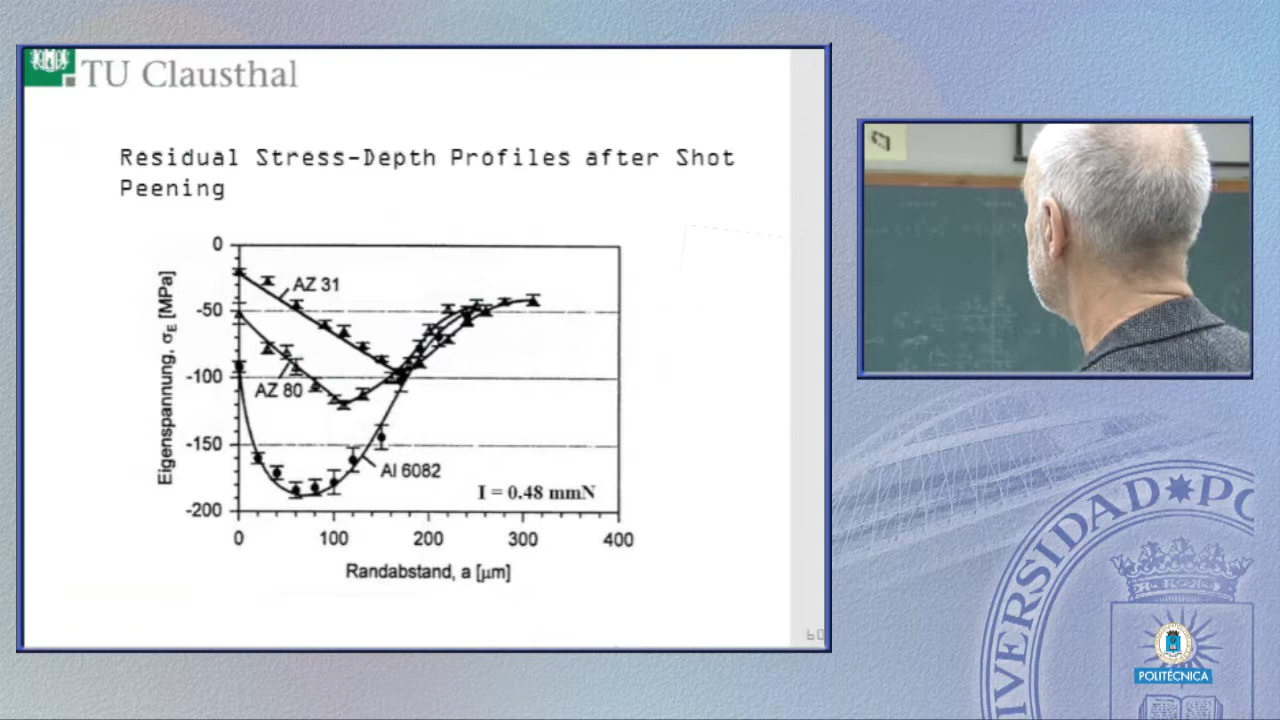 TU Clausthal
Residual Stress-Depth Profiles after Shot
Peening
0
-50
-100
-150
-200
Eigenspannung, σE [MPa]
AZ 31
AZ 80
Al 6082
I = 0.48 mmN
0 100 200 300 400
Randabstand, a [μm]
60
POLITÉCNICA